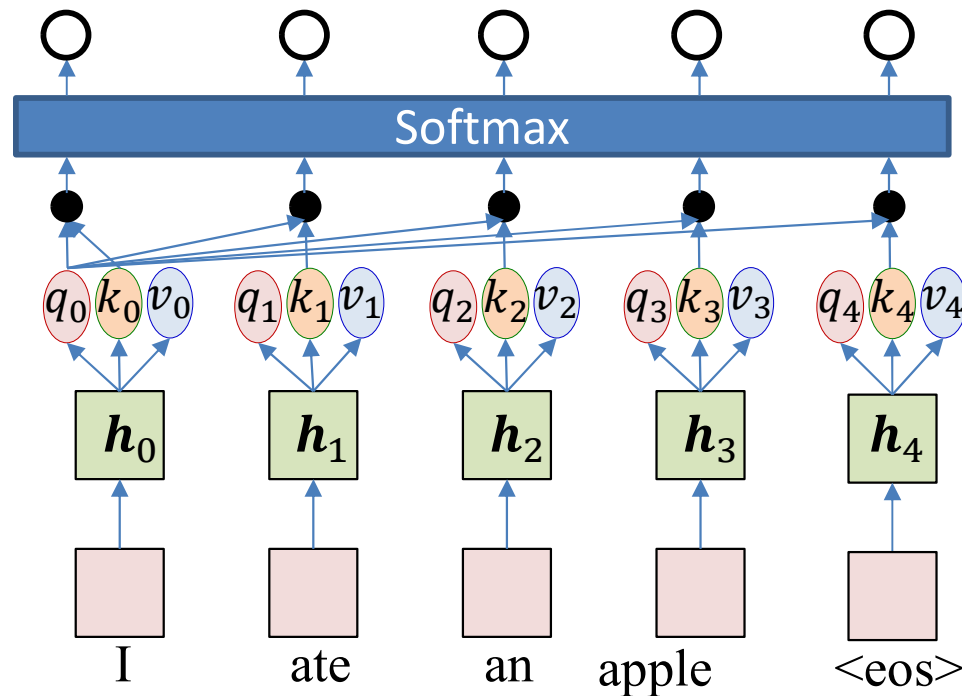 Softmax
q₀ k₀ v₀ q₁ k₁ v₁ q₂ k₂ v₂ q₃ k₃ v₃ q₄ k₄ v₄
h₀ h₁ h₂ h₃ h₄
I ate an apple <eos>